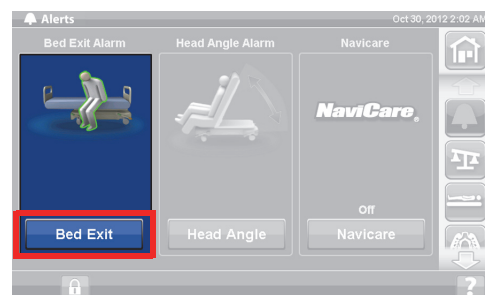 Alerts
Oct 30, 2012 2:02 AM
Bed Exit Alarm
Head Angle Alarm
Navicare
NaviCare®
Off
Bed Exit
Head Angle
Navicare
?